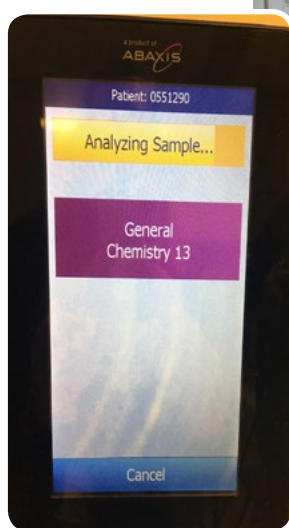 A product of
ABAXIS
Patient: 0551290
Analyzing Sample...
General
Chemistry 13
Cancel